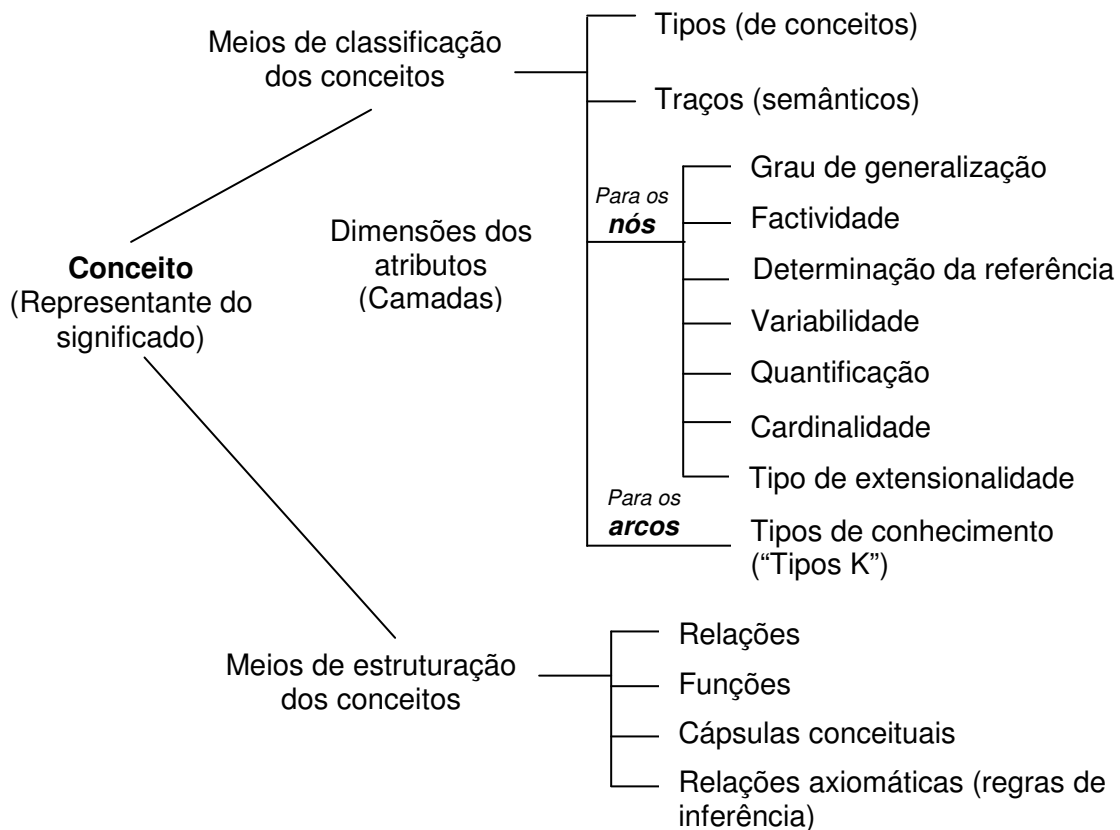 Meios de classificação
dos conceitos
Tipos (de conceitos)
Traços (semânticos)
Para os
nós
Grau de generalização
Factividade
Determinação da referência
Variabilidade
Quantificação
Cardinalidade
Tipo de extensionalidade
Dimensões dos
atributos
(Camadas)
Conceito
(Representante do
significado)
Para os
arcos
Tipos de conhecimento
(“Tipos K”)
Meios de estruturação
dos conceitos
Relações
Funções
Cápsulas conceituais
Relações axiomáticas (regras de
inferência)